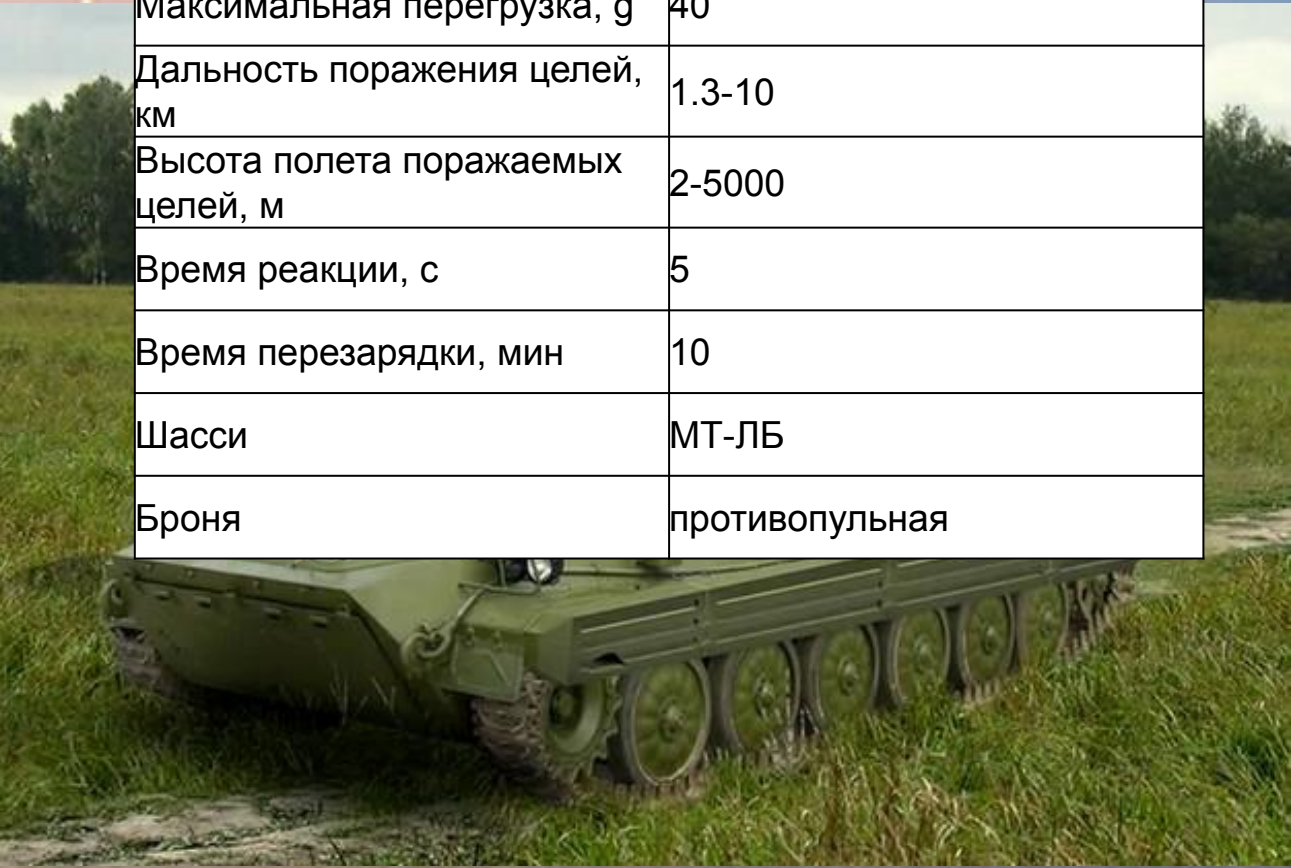 Максимальная перегрузка, g 40
Дальность поражения целей,
км
1.3-10
Высота полета поражаемых
целей, м
2-5000
Время реакции, с 5
Время перезарядки, мин 10
Шасси МТ-ЛБ
Броня противопульная